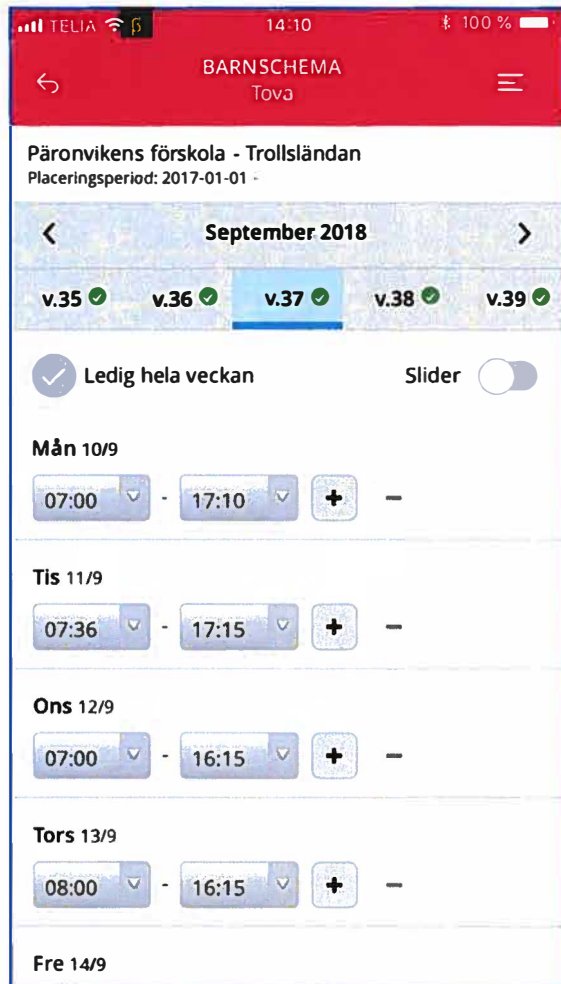 TELIA 14:10 100 %
BARNSCHEMA
Tova
Päronvikens förskola - Trollsländan
Placeringsperiod: 2017-01-01 -
September 2018
v.35 v.36 v.37 v.38 v.39
Ledig hela veckan Slider
Mån 10/9
07:00 - 17:10 + -
Tis 11/9
07:36 - 17:15 + -
Ons 12/9
07:00 - 16:15 + -
Tors 13/9
08:00 - 16:15 + -
Fre 14/9